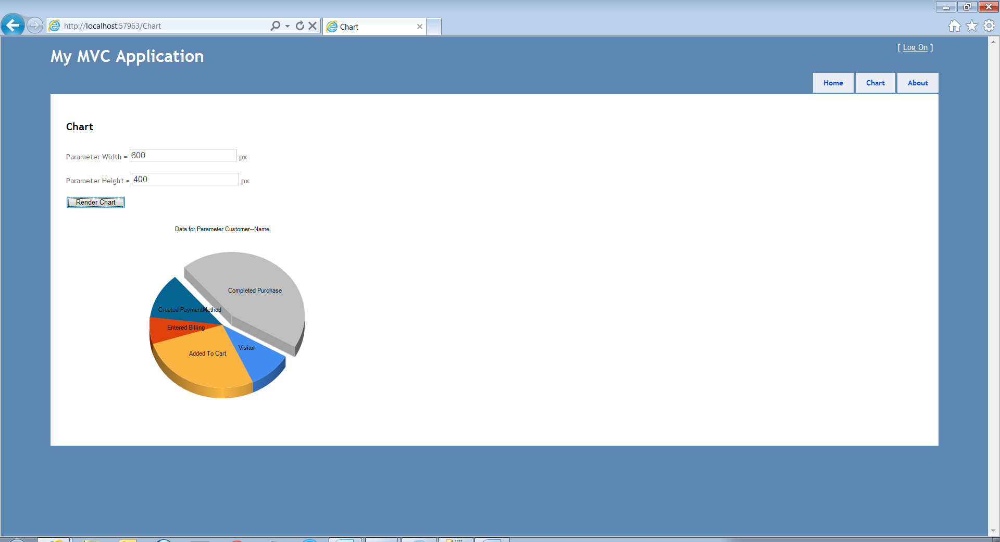 http://localhost:57963/Chart
Chart
My MVC Application
[ Log On ]
Home
Chart
About
Chart
Parameter Width = 600 px
Parameter Height = 400 px
Render Chart
Data for Parameter Customer--Name
Completed Purchase
Created PaymentMethod
Entered Billing
Visitor
Added To Cart